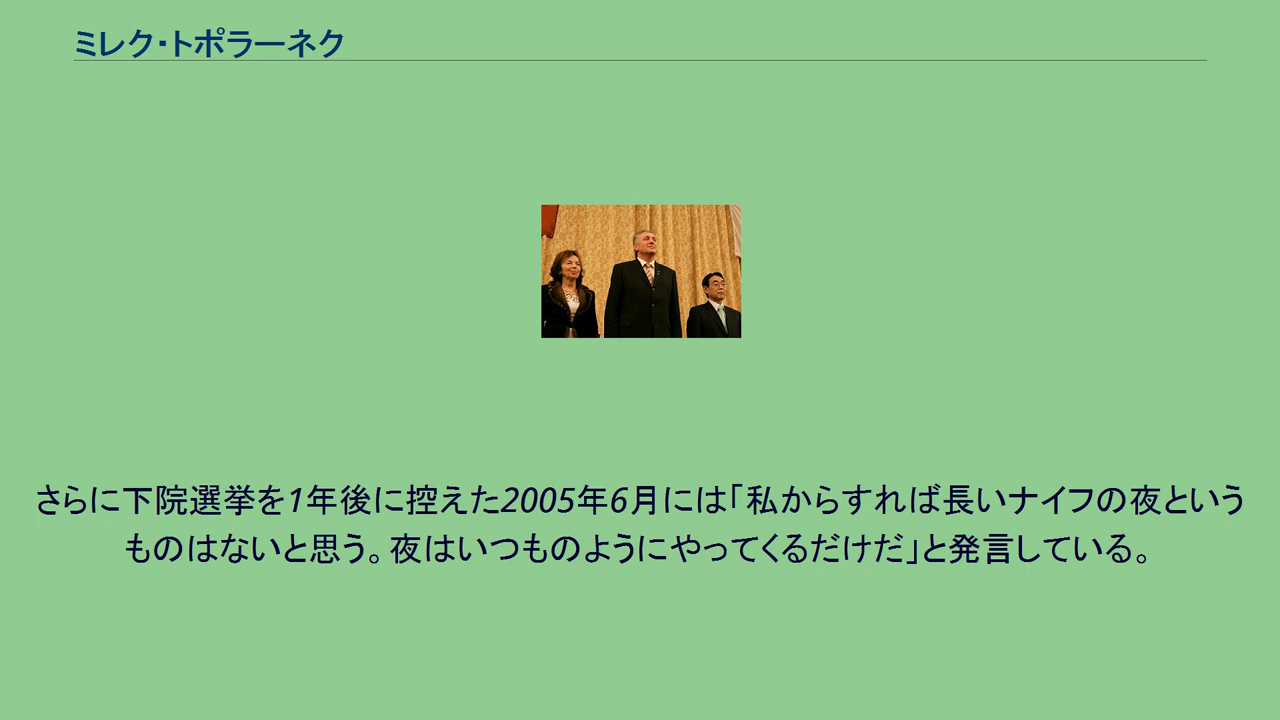 ミレク・トポラーネク
さらに下院選挙を1年後に控えた2005年6月には「私からすれば長いナイフの夜という
ものはないと思う。夜はいつものようにやってくるだけだ」と発言している。